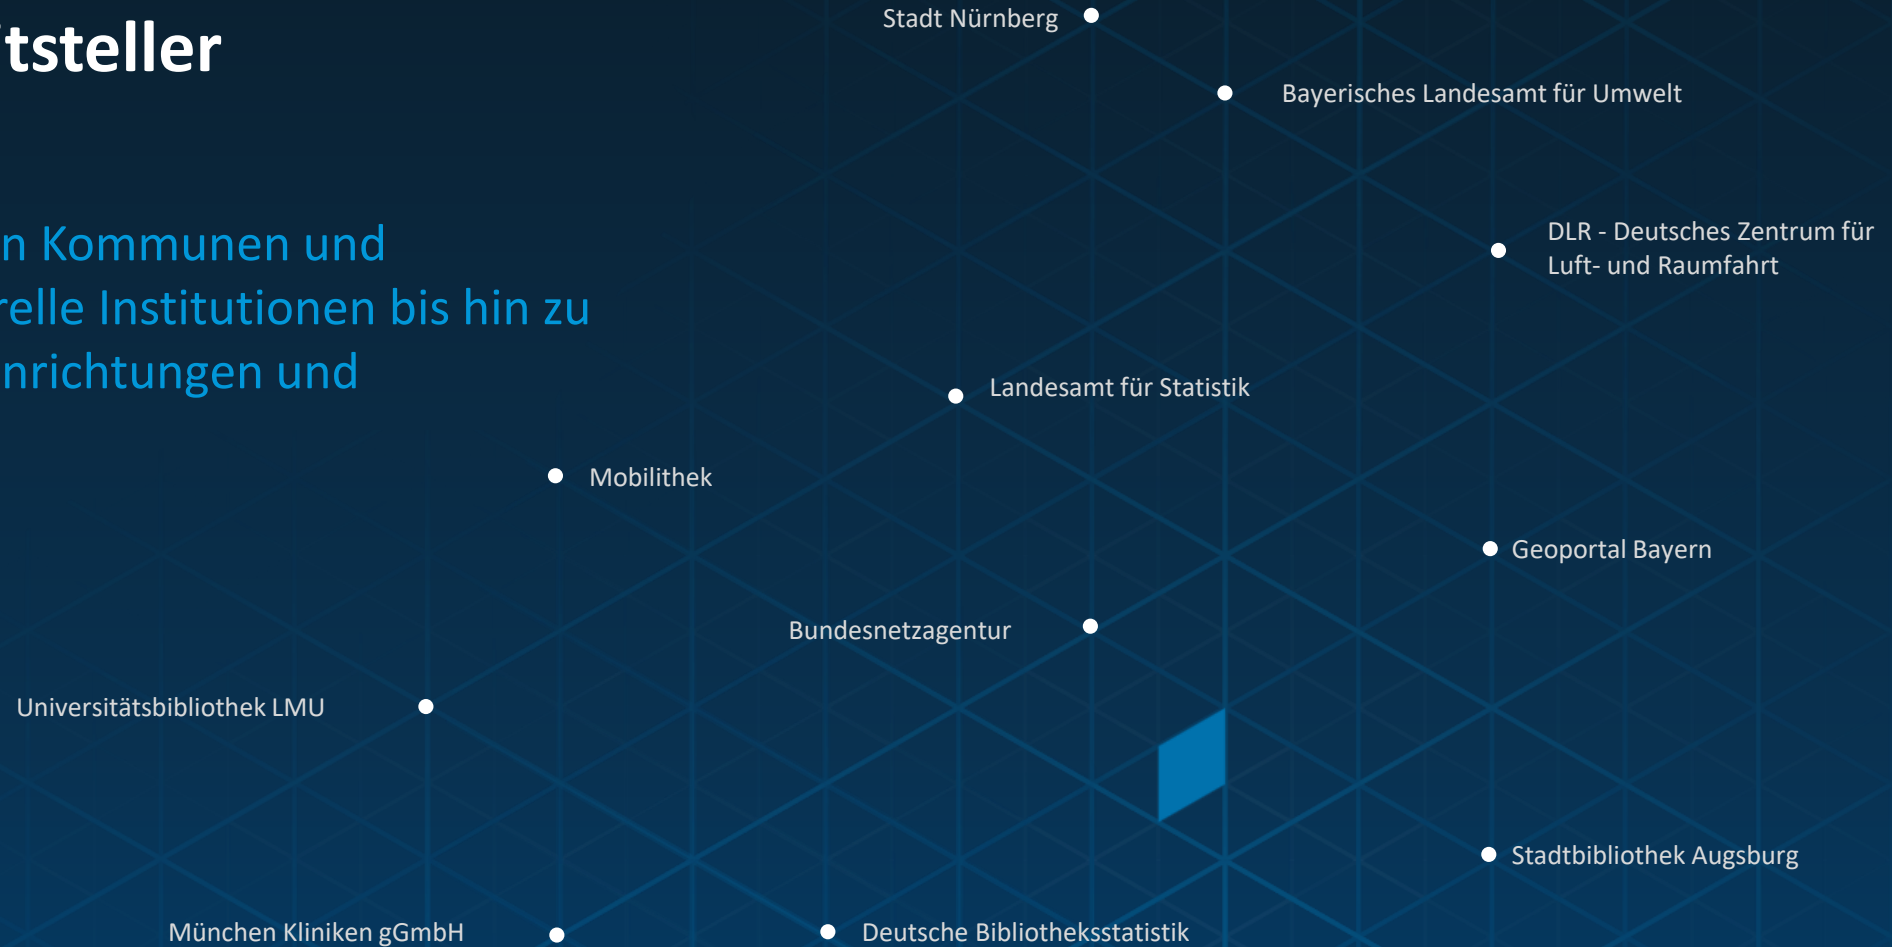 itsteller
n Kommunen und
relle Institutionen bis hin zu
nrichtungen und
Stadt Nürnberg
Bayerisches Landesamt für Umwelt
DLR - Deutsches Zentrum für
Luft- und Raumfahrt
Landesamt für Statistik
Mobilithek
Geoportal Bayern
Bundesnetzagentur
Universitätsbibliothek LMU
Stadtbibliothek Augsburg
München Kliniken gGmbH
Deutsche Bibliotheksstatistik